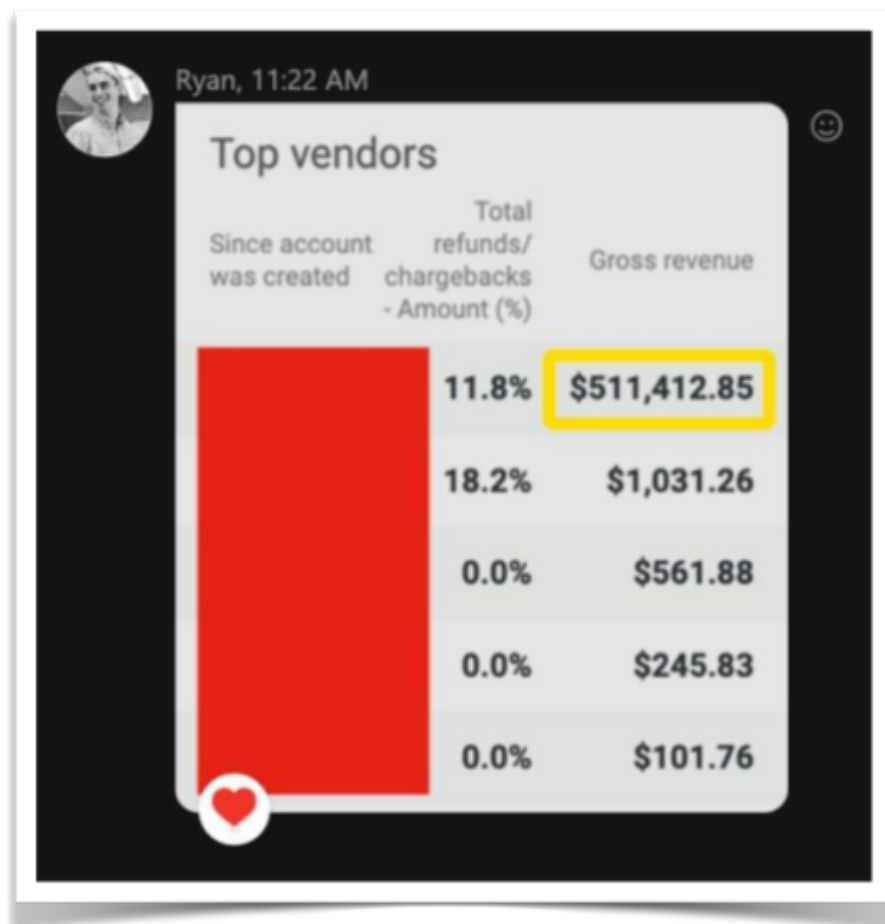 Ryan, 11:22 AM
Top vendors
Since account
was created
Total
refunds/
chargebacks
- Amount (%)
Gross revenue
11.8% $511,412.85
18.2% $1,031.26
0.0% $561.88
0.0% $245.83
0.0% $101.76